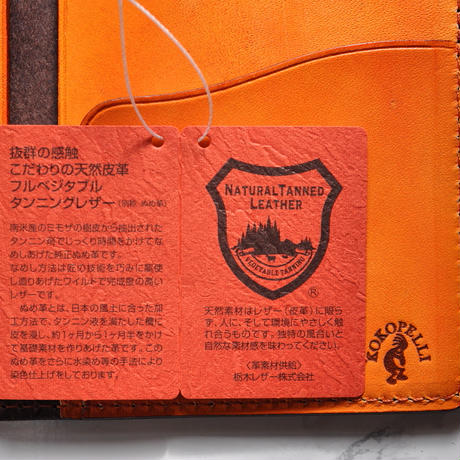 抜群の感触
こだわりの天然皮革
フルベジタブル
タンニングレザー(別称 ぬめ革)
南米産のミモザの樹皮から抽出された
タンニン液でじっくり時間をかけてな
めしあげた純正ぬめ革です。
なめし方法は匠の技術を巧みに駆使
し造りあげたワイルドで完成度の高
いレザーです。
ぬめ革とは、日本の風土に合った加
工方法で、タンニン液を満たした槽に
皮を浸し、約1ヶ月から1ヶ月半をかけ
て基礎素材を作りあげた革です。この
ぬめ革をさらに水染め等の手法により
染色仕上げをしております。
NATURAL TANNED
LEATHER
VEGETABLE TANNING
®
天然素材はレザー(皮革)に限ら
ず、人に、そして環境にやさしく触
れ合うものです。独特の風合いと
自然な素材感を味わってください。
〈革素材供給〉
栃木レザー株式会社
KOKOPELLI